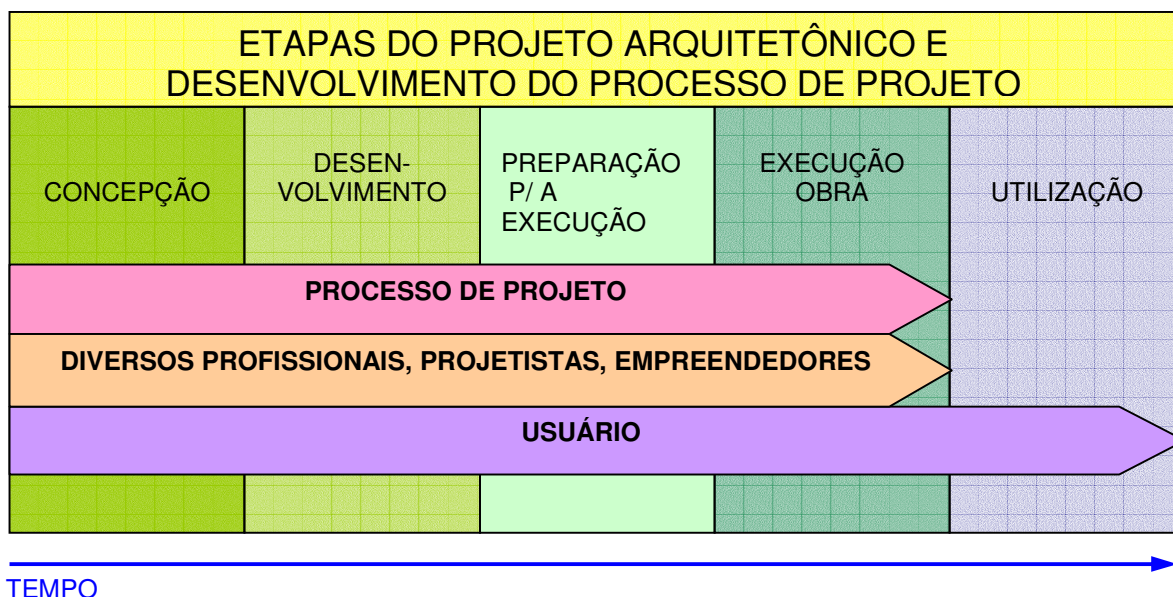 ETAPAS DO PROJETO ARQUITETÔNICO E
DESENVOLVIMENTO DO PROCESSO DE PROJETO
CONCEPÇÃO
DESEN-
VOLVIMENTO
PREPARAÇÃO
P/ A
EXECUÇÃO
EXECUÇÃO
OBRA
UTILIZAÇÃO
PROCESSO DE PROJETO
DIVERSOS PROFISSIONAIS, PROJETISTAS, EMPREENDEDORES
USUÁRIO
TEMPO